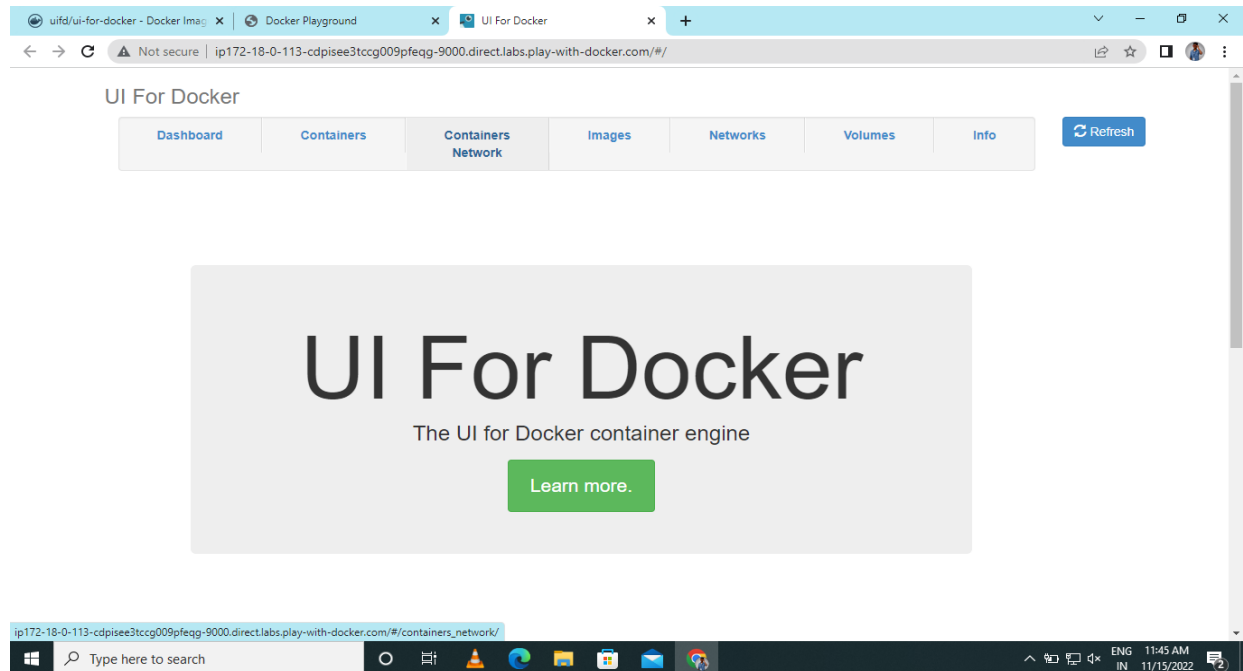 uifd/ui-for-docker - Docker Imag
Docker Playground
UI For Docker
Not secure | ip172-18-0-113-cdpisee3tccg009pfeqg-9000.direct.labs.play-with-docker.com/#/
UI For Docker
Dashboard Containers Containers Network Images Networks Volumes Info Refresh
UI For Docker
The UI for Docker container engine
Learn more.
ip172-18-0-113-cdpisee3tccg009pfeqg-9000.direct.labs.play-with-docker.com/#/containers_network/
Type here to search
ENG 11:45 AM
IN 11/15/2022
2